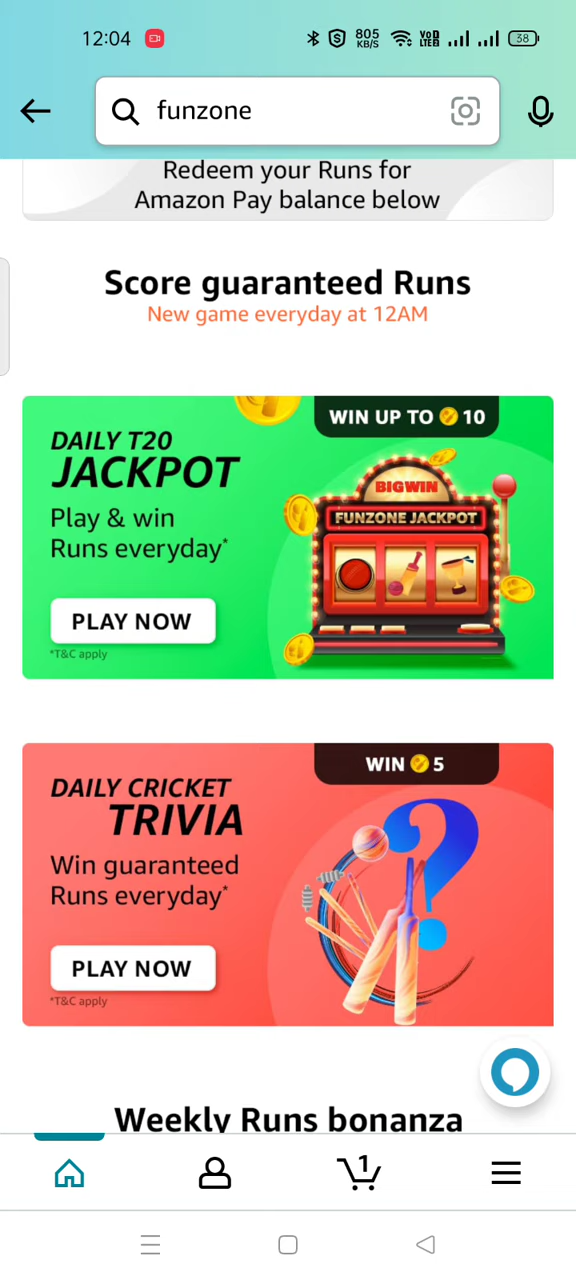 12:04
805
KB/S
VoD
LTE2
38
funzone
Redeem your Runs for
Amazon Pay balance below
Score guaranteed Runs
New game everyday at 12AM
WIN UP TO 10
DAILY T20
JACKPOT
Play & win
Runs everyday*
PLAY NOW
*T&C apply
BIGWIN
FUNZONE JACKPOT
WIN 5
DAILY CRICKET
TRIVIA
Win guaranteed
Runs everyday*
PLAY NOW
*T&C apply
?
Weekly Runs bonanza
1